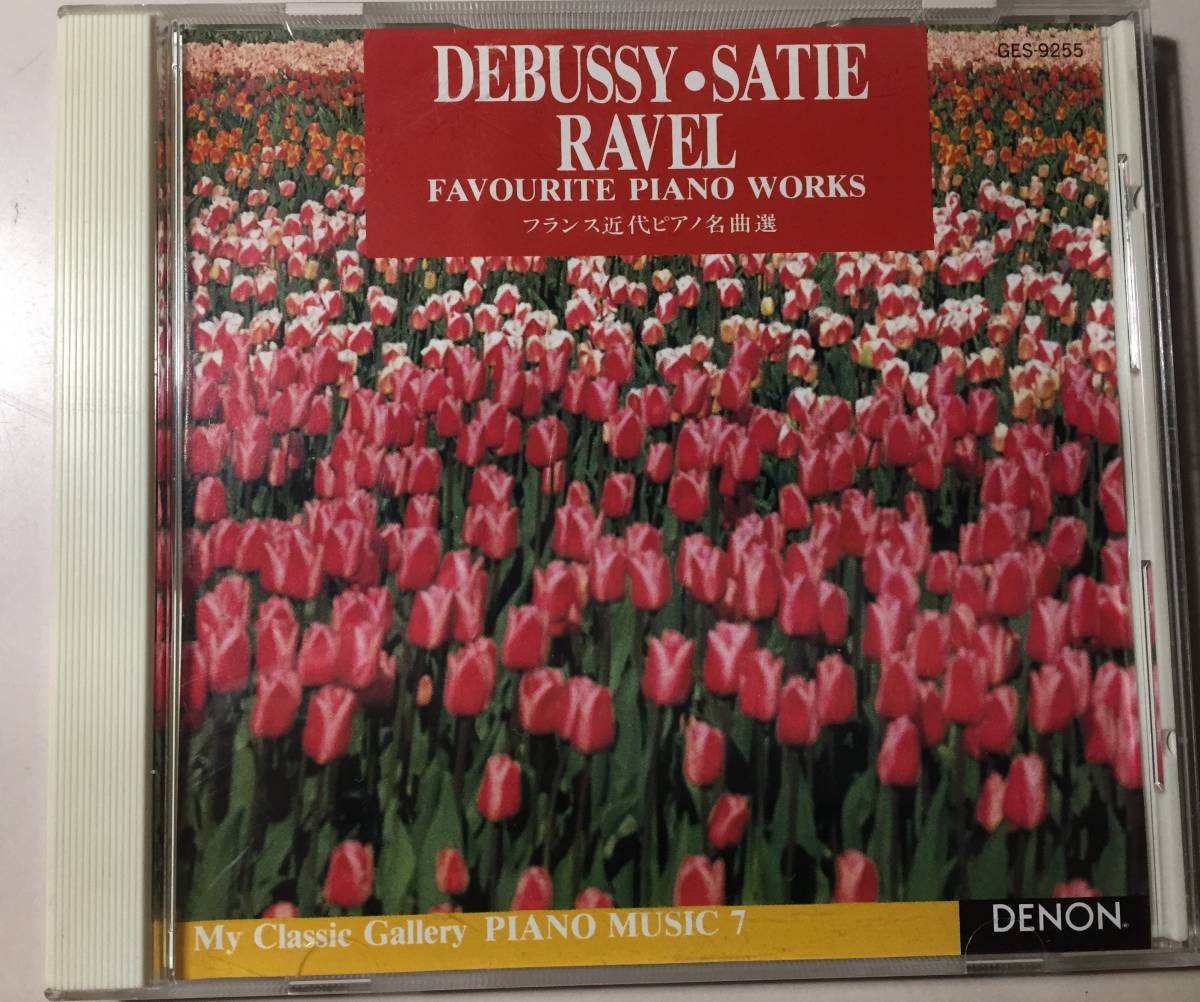 GES-9255
DEBUSSY•SATIE
RAVEL
FAVOURITE PIANO WORKS
フランス近代ピアノ名曲選
My Classic Gallery PIANO MUSIC 7
DENON®